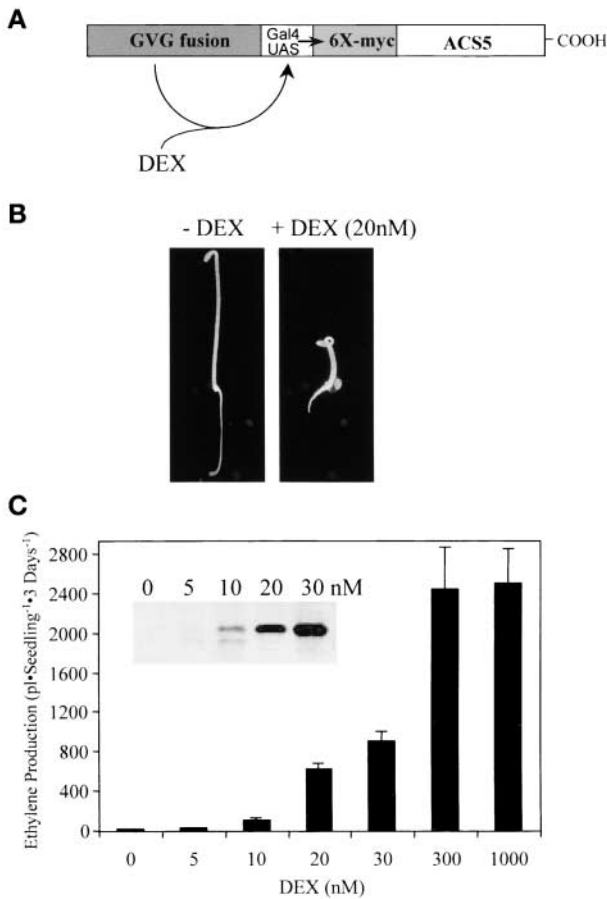 A
GVG fusion
Gal4
UAS
6X-myc
ACS5
COOH
DEX
B
- DEX + DEX (20nM)
C
Ethylene Production (pl•Seedling⁻¹•3 Days⁻¹)
2800
2400
2000
1600
1200
800
400
0
0 5 10 20 30 nM
0 5 10 20 30 300 1000
DEX (nM)